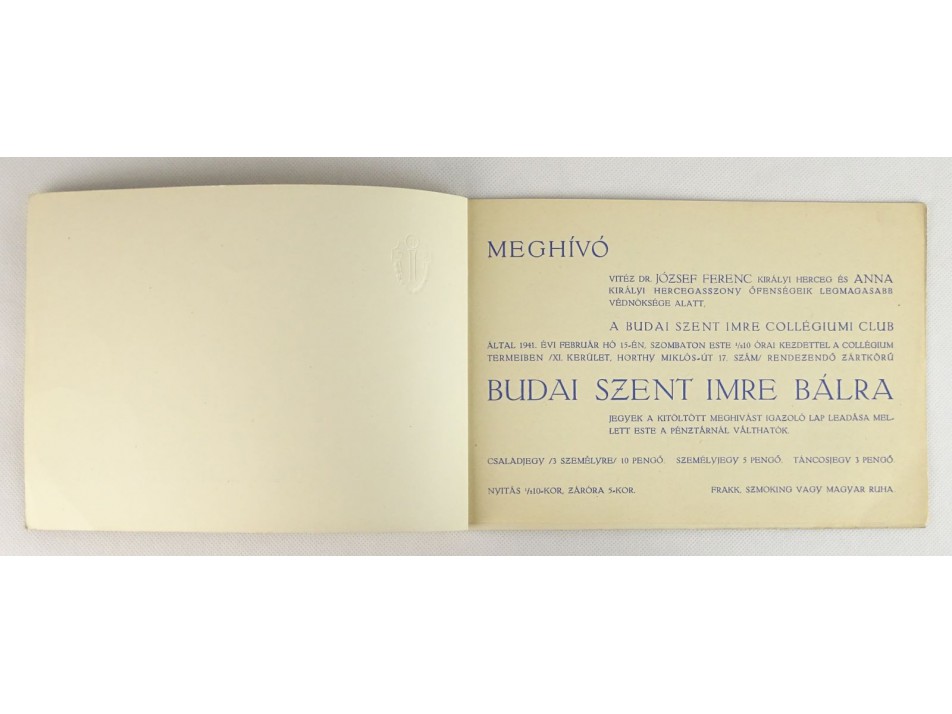 MEGHÍVÓ
VITÉZ DR. JÓZSEF FERENC KIRÁLYI HERCEG ÉS ANNA
KIRÁLYI HERCEGASSZONY ŐFENSÉGEIK LEGMAGASABB
VÉDNÖKSÉGE ALATT,
A BUDAI SZENT IMRE COLLÉGIUMI CLUB
ÁLTAL 1941. ÉVI FEBRUÁR HÓ 15-ÉN, SZOMBATON ESTE ½10 ÓRAI KEZDETTEL A COLLÉGIUM
TERMEIBEN /XI. KERÜLET, HORTHY MIKLÓS-ÚT 17. SZÁM/ RENDEZENDŐ ZÁRTKÖRŰ
BUDAI SZENT IMRE BÁLRA
JEGYEK A KITÖLTÖTT MEGHIVÁST IGAZOLÓ LAP LEADÁSA MEL-
LETT ESTE A PÉNZTÁRNÁL VÁLTHATÓK.
CSALÁDJEGY /3 SZEMÉLYRE/ 10 PENGŐ. SZEMÉLYJEGY 5 PENGŐ. TÁNCOSJEGY 3 PENGŐ.
NYITÁS ½10-KOR, ZÁRÓRA 5-KOR. FRAKK, SZMOKING VAGY MAGYAR RUHA.